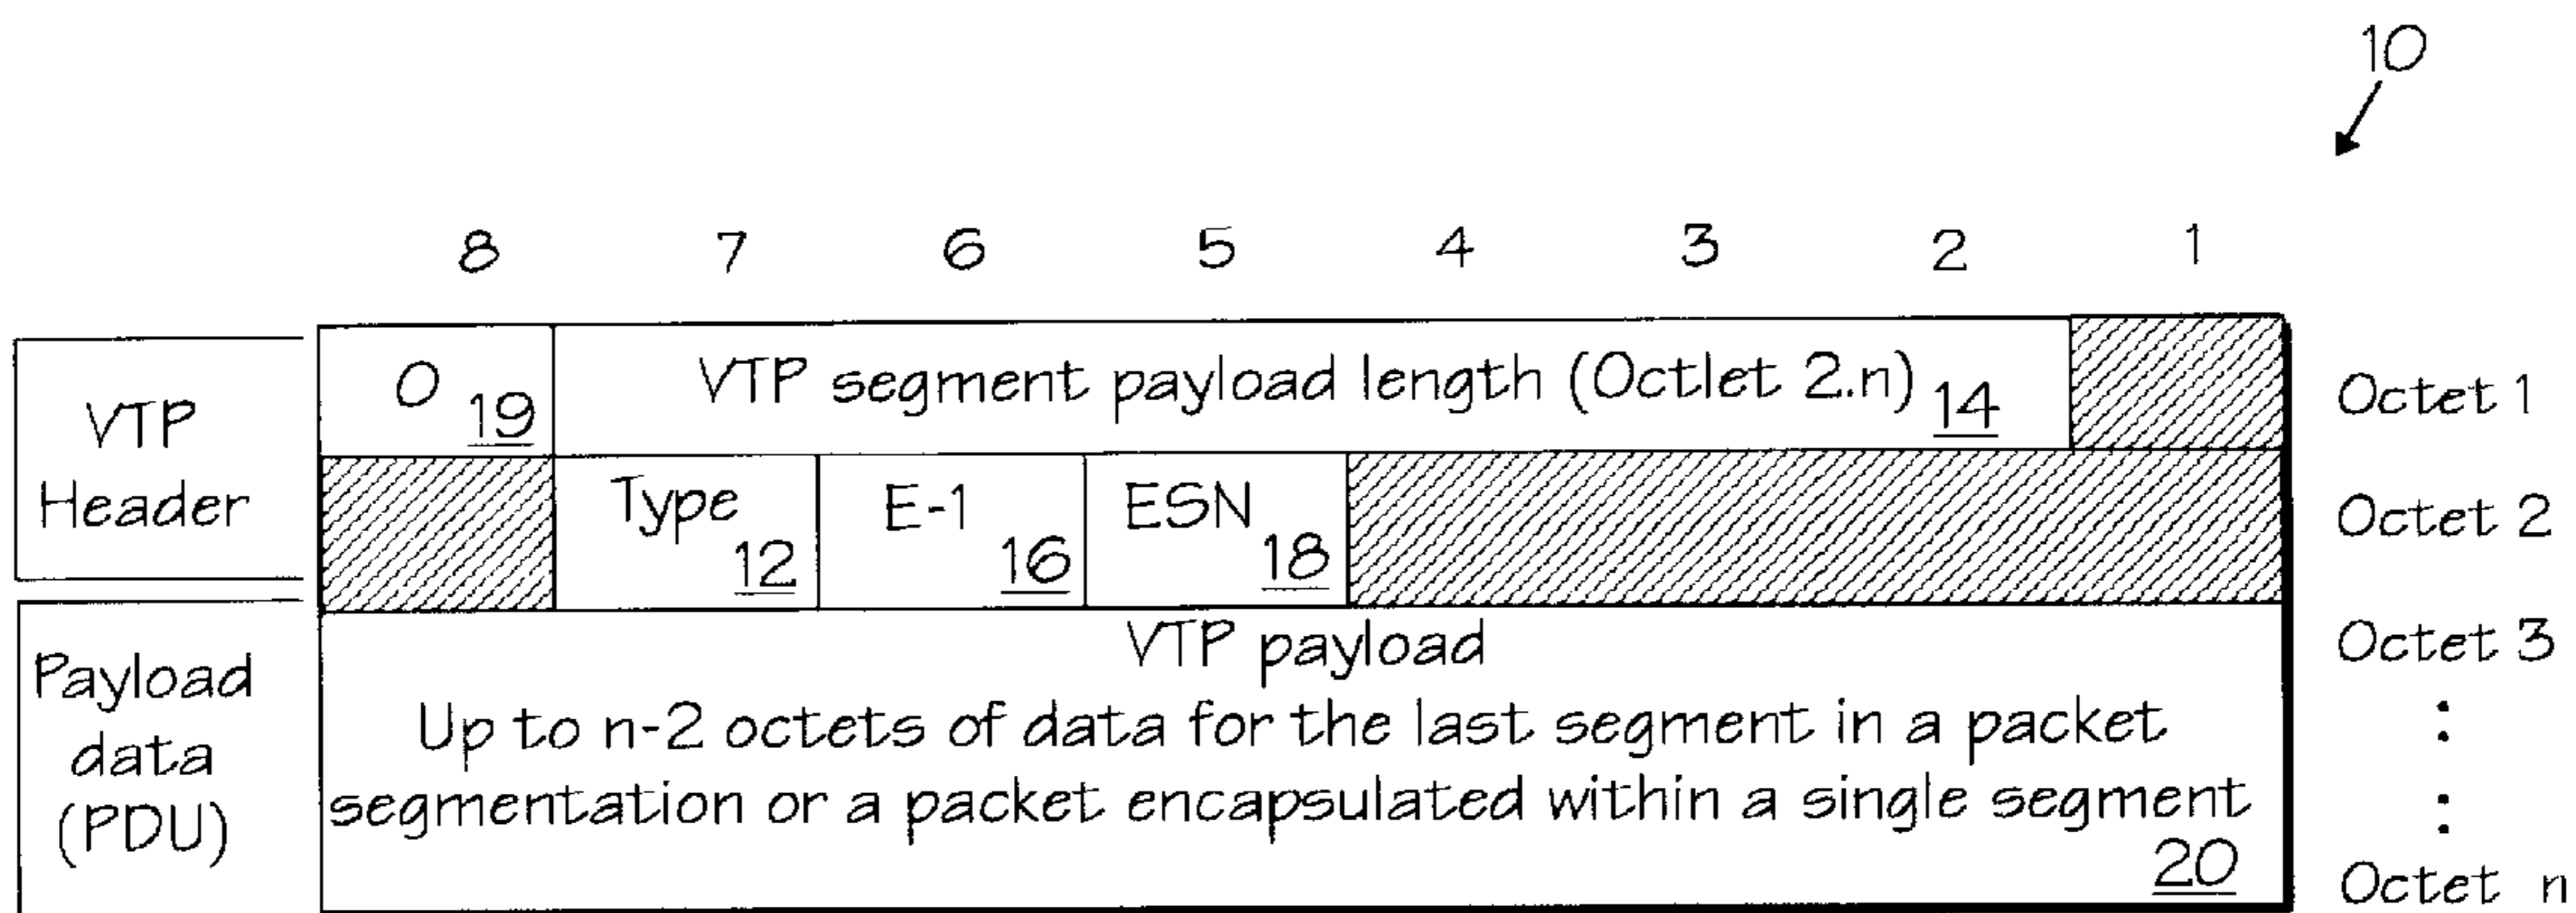 10
8 7 6 5 4 3 2 1
VTP
Header
0 19
VTP segment payload length (Octlet 2.n) 14
Octet 1
Type 12
E-1 16
ESN 18
Octet 2
Payload
data
(PDU)
VTP payload
Up to n-2 octets of data for the last segment in a packet
segmentation or a packet encapsulated within a single segment
20
Octet 3
Octet n